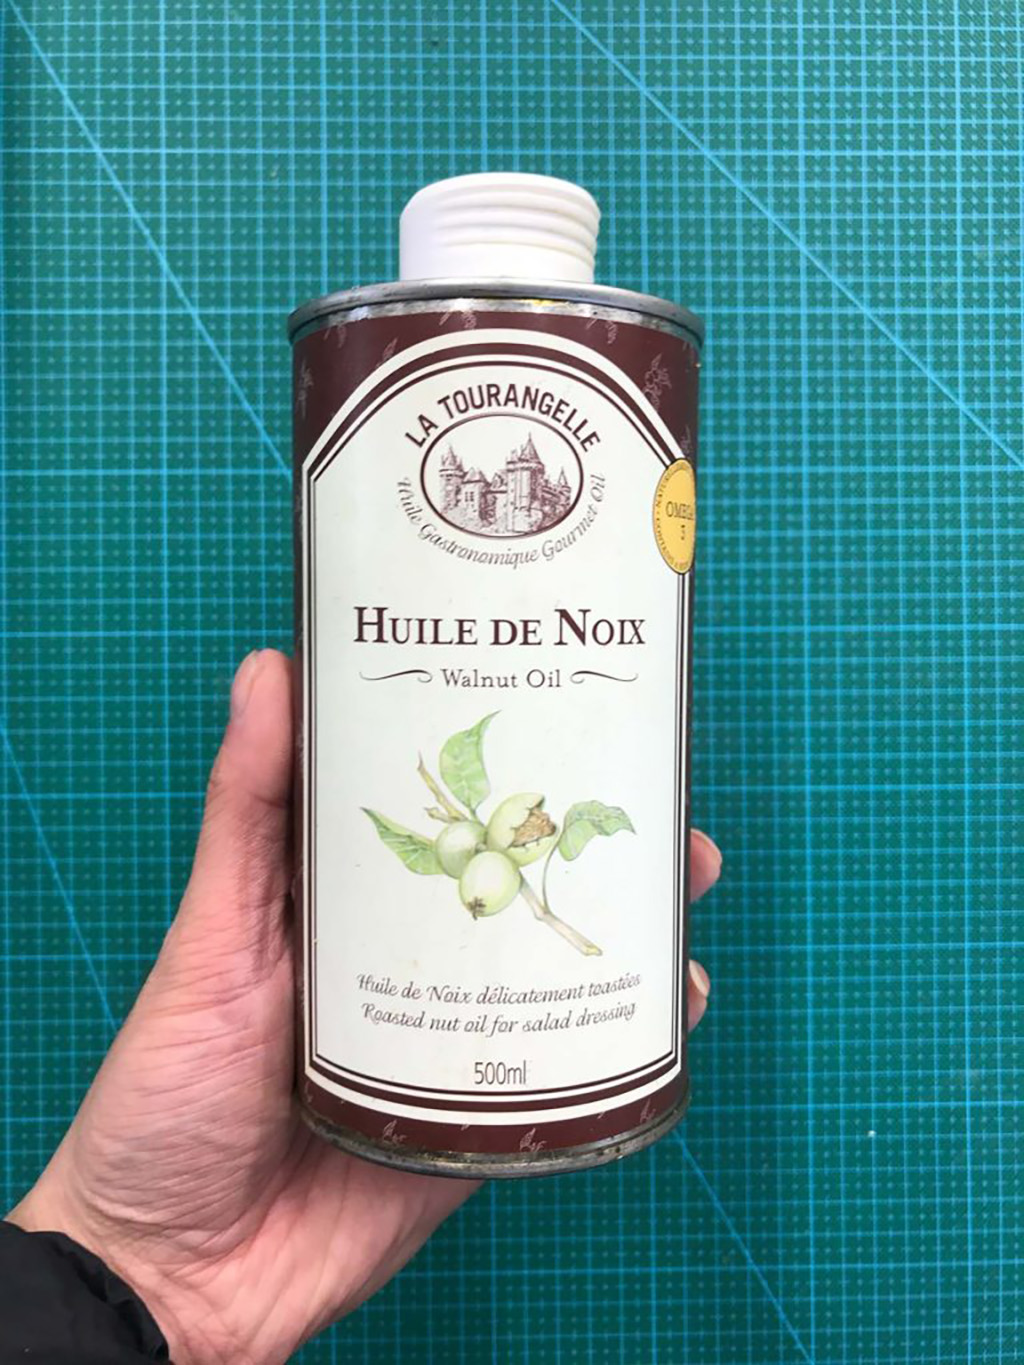 LA TOURANGELLE
Huile Gastronomique Gourmet Oil
OMEGA
3
HUILE DE NOIX
Walnut Oil
Huile de Noix délicatement toastées
Roasted nut oil for salad dressing
500ml